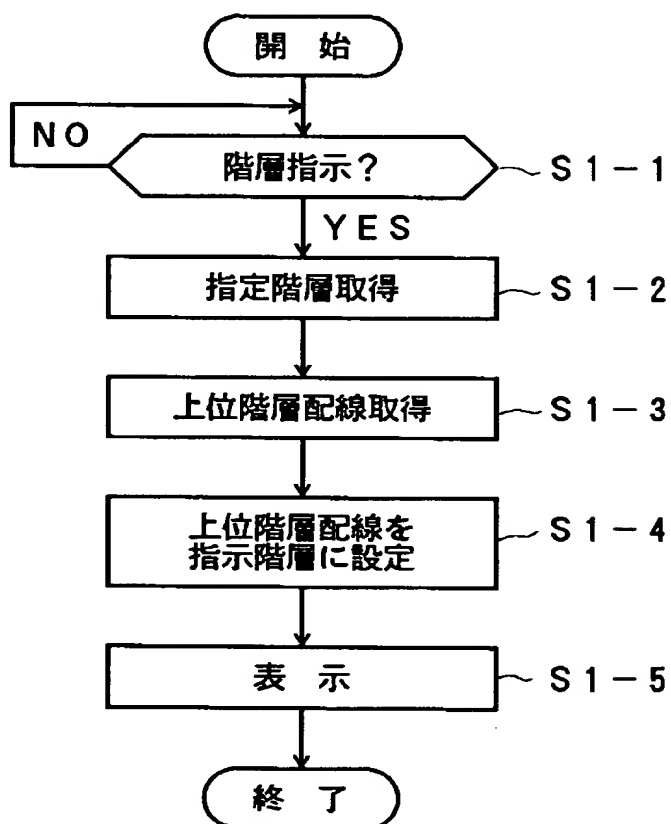 開 始
NO
階層指示?
S1-1
YES
指定階層取得
S1-2
上位階層配線取得
S1-3
上位階層配線を
指示階層に設定
S1-4
表 示
S1-5
終 了